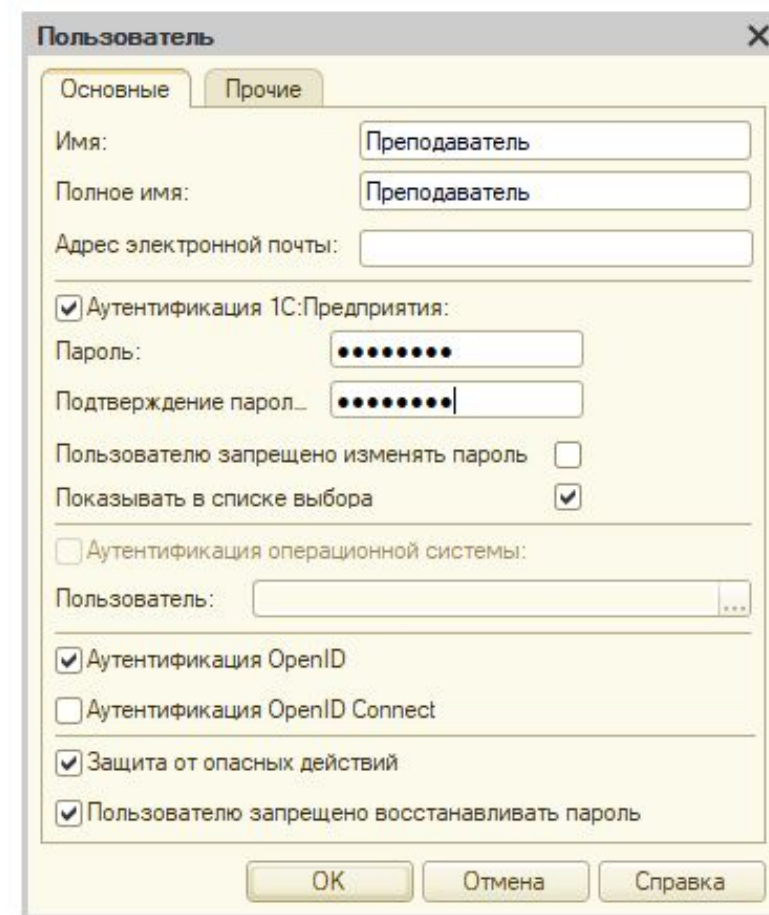 Пользователь
Основные Прочие
Имя: Преподаватель
Полное имя: Преподаватель
Адрес электронной почты:
Аутентификация 1С:Предприятия:
Пароль: ●●●●●●●●
Подтверждение парол... ●●●●●●●●
Пользователю запрещено изменять пароль
Показывать в списке выбора
Аутентификация операционной системы:
Пользователь: ...
Аутентификация OpenID
Аутентификация OpenID Connect
Защита от опасных действий
Пользователю запрещено восстанавливать пароль
OK Отмена Справка